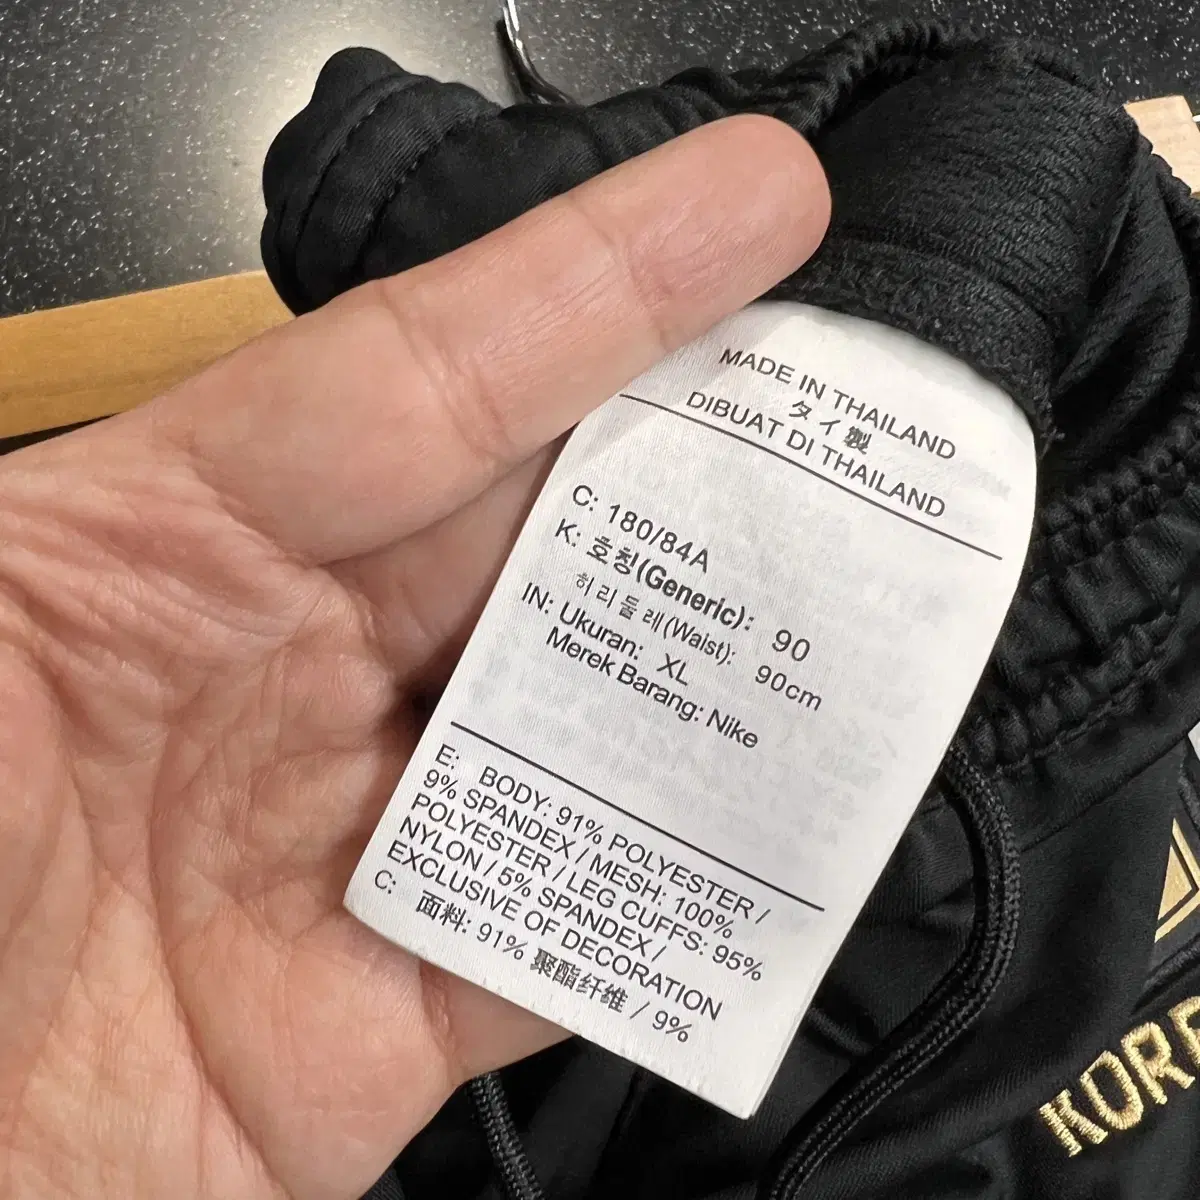 MADE IN THAILAND
タイ製
DIBUAT DI THAILAND
C: 180/84A
K: 호칭(Generic): 90
허리둘레(Waist): 90cm
IN: Ukuran: XL
Merek Barang: Nike
E: BODY: 91% POLYESTER /
9% SPANDEX / MESH: 100%
POLYESTER / LEG CUFFS: 95%
NYLON / 5% SPANDEX /
EXCLUSIVE OF DECORATION
C: 面料: 91% 聚酯纤维 / 9%